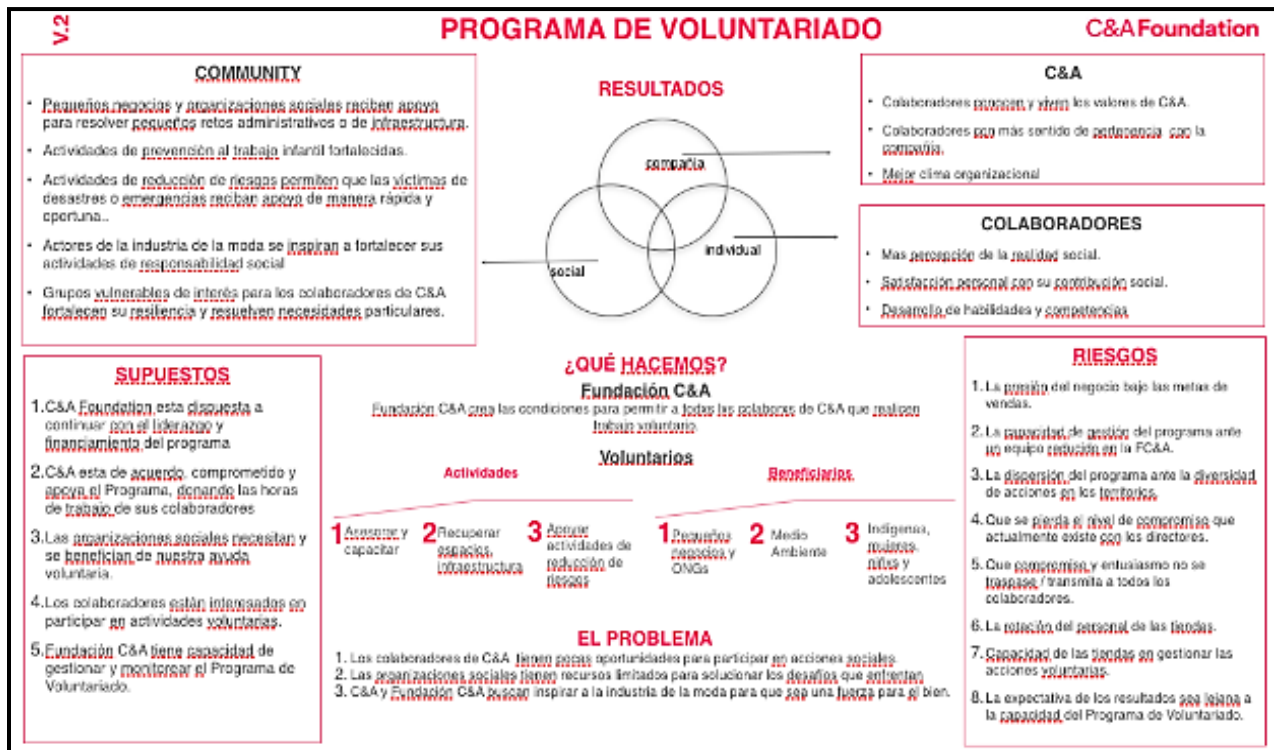 V.2
PROGRAMA DE VOLUNTARIADO
C&A Foundation
COMMUNITY
• Pequeños negocios y organizaciones sociales reciben apoyo
para resolver pequeños retos administrativos o de infraestructura.
• Actividades de prevención al trabajo infantil fortalecidas.
• Actividades de reducción de riesgos permiten que las víctimas de
desastres o emergencias reciban apoyo de manera rápida y
oportuna..
• Actores de la industria de la moda se inspiran a fortalecer sus
actividades de responsabilidad social
• Grupos vulnerables de interés para los colaboradores de C&A
fortalecen su resiliencia y resuelven necesidades particulares.
RESULTADOS
compañía
social
individual
C&A
• Colaboradores conocen y viven los valores de C&A.
• Colaboradores con más sentido de pertenencia con la
compañía.
• Mejor clima organizacional
COLABORADORES
• Mas percepción de la realidad social.
• Satisfacción personal con su contribución social.
• Desarrollo de habilidades y competencias
SUPUESTOS
1. C&A Foundation esta dispuesta a
continuar con el liderazgo y
financiamiento del programa
2. C&A esta de acuerdo, comprometido y
apoya el Programa, donando las horas
de trabajo de sus colaboradores
3. Las organizaciones sociales necesitan y
se benefician de nuestra ayuda
voluntaria.
4. Los colaboradores están interesados en
participar en actividades voluntarias.
5. Fundación C&A tiene capacidad de
gestionar y monitorear el Programa de
Voluntariado.
¿QUÉ HACEMOS?
Fundación C&A
Fundación C&A crea las condiciones para permitir a todas las colabores de C&A que realicen
trabajo voluntario.
Voluntarios
Actividades
1 Asesorar y
capacitar
2 Recuperar
espacios,
infraestructura
3 Apoyar
actividades de
reducción de
riesgos
Beneficiarios
1 Pequeños
negocios y
ONGs
2 Medio
Ambiente
3 Indígenas,
mujeres,
niñxs y
adolescentes
EL PROBLEMA
1. Los colaboradores de C&A tienen pocas oportunidades para participar en acciones sociales.
2. Las organizaciones sociales tienen recursos limitados para solucionar los desafíos que enfrentan
3. C&A y Fundación C&A buscan inspirar a la industria de la moda para que sea una fuerza para el bien.
RIESGOS
1. La presión del negocio bajo las metas de
vendas.
2. La capacidad de gestión del programa ante
un equipo reducido en la FC&A.
3. La dispersión del programa ante la diversidad
de acciones en los territorios.
4. Que se pierda el nivel de compromiso que
actualmente existe con los directores.
5. Que compromiso y entusiasmo no se
traspase / transmita a todos los
colaboradores.
6. La rotación del personal de las tiendas.
7. Capacidad de las tiendas en gestionar las
acciones voluntarias.
8. La expectativa de los resultados sea lejana a
la capacidad del Programa de Voluntariado.